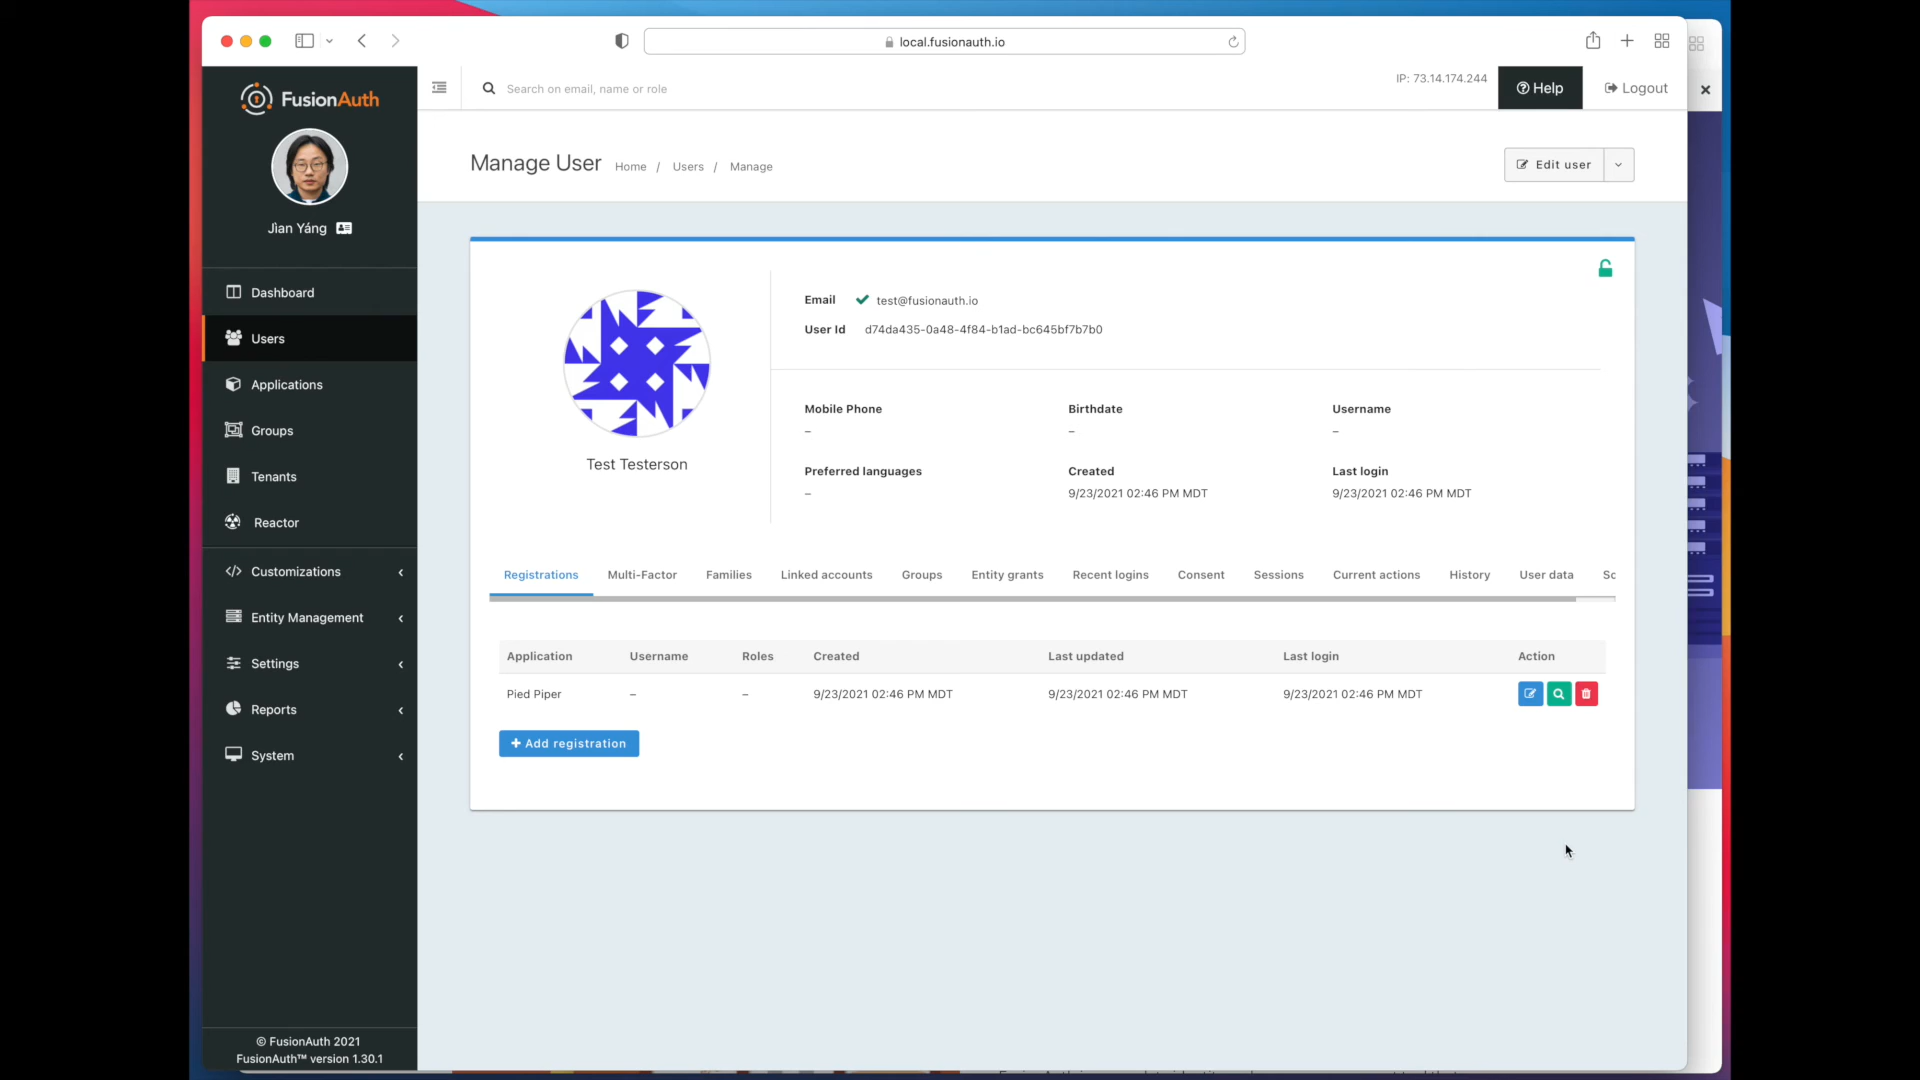 local.fusionauth.io
FusionAuth
Search on email, name or role
IP: 73.14.174.244
Help
Logout
Jìan Yáng
Manage User
Home / Users / Manage
Edit user
Dashboard
Users
Applications
Groups
Tenants
Reactor
Customizations
Entity Management
Settings
Reports
System
Email test@fusionauth.io
User Id d74da435-0a48-4f84-b1ad-bc645bf7b7b0
Test Testerson
Mobile Phone Birthdate Username
– – –
Preferred languages Created Last login
– 9/23/2021 02:46 PM MDT 9/23/2021 02:46 PM MDT
Registrations Multi-Factor Families Linked accounts Groups Entity grants Recent logins Consent Sessions Current actions History User data Sc
Application Username Roles Created Last updated Last login Action
Pied Piper – – 9/23/2021 02:46 PM MDT 9/23/2021 02:46 PM MDT 9/23/2021 02:46 PM MDT
+ Add registration
© FusionAuth 2021
FusionAuth™ version 1.30.1